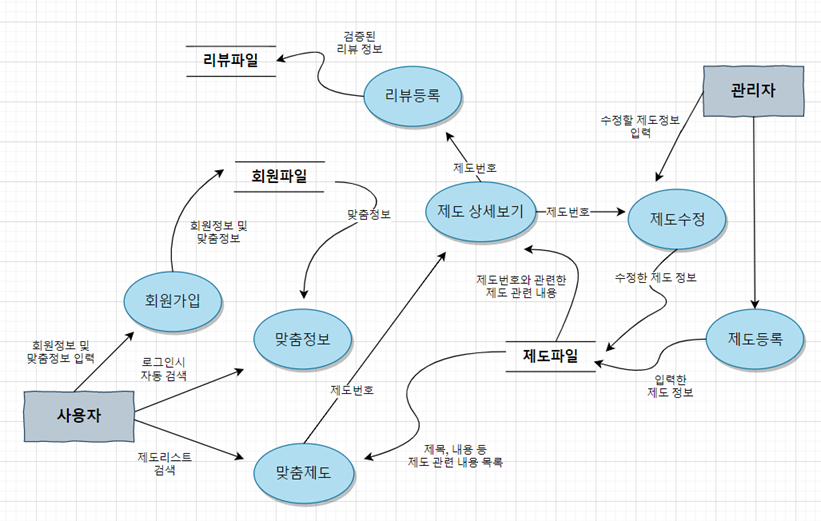 검증된
리뷰 정보
리뷰파일
리뷰등록
관리자
수정할 제도정보
입력
제도번호
회원파일
맞춤정보
제도 상세보기
제도번호
제도수정
회원정보 및
맞춤정보
수정한 제도 정보
제도번호와 관련한
제도 관련 내용
회원가입
맞춤정보
제도등록
회원정보 및
맞춤정보 입력
로그인시
자동 검색
제도파일
입력한
제도 정보
제도번호
사용자
제도리스트
검색
맞춤제도
제목, 내용 등
제도 관련 내용 목록